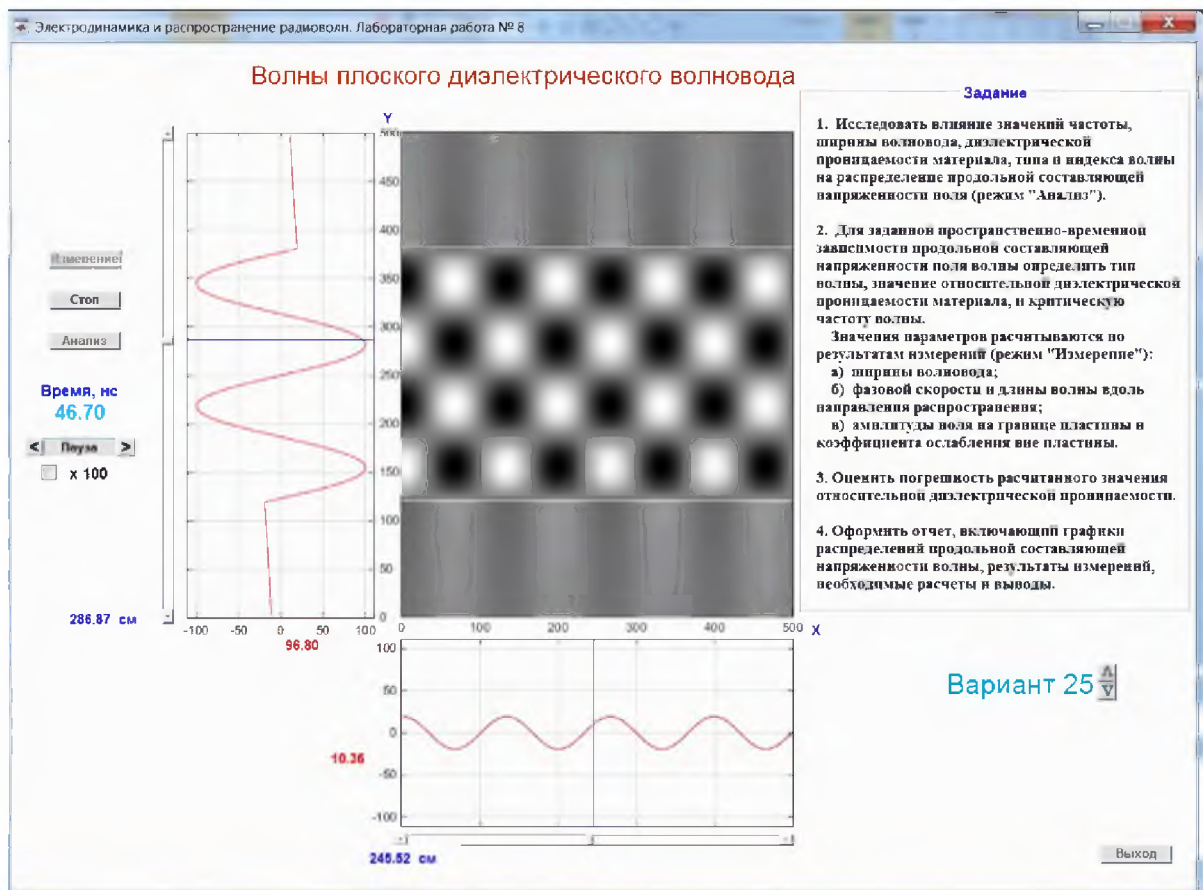 Электродинамика и распространение радиоволн. Лабораторная работа № 8
Волны плоского диэлектрического волновода
Измерение
Стоп
Анализ
Время, нс
46.70
< Пауза >
x 100
286.87 см
Y
500
450
400
350
300
250
200
150
100
50
0
-100 -50 0 50 100
96.80
0 100 200 300 400 500 X
100
50
0
-50
-100
10.36
245.52 см
Задание
1. Исследовать влияние значений частоты,
ширины волновода, диэлектрической
проницаемости материала, типа и индекса волны
на распределение продольной составляющей
напряженности поля (режим "Анализ").
2. Для заданной пространственно-временной
зависимости продольной составляющей
напряженности поля волны определить тип
волны, значение относительной диэлектрической
проницаемости материала, и критическую
частоту волны.
Значения параметров расчитываются по
результатам измерений (режим "Измерение"):
а) ширины волновода;
б) фазовой скорости и длины волны вдоль
направления распространения;
в) амплитуды поля на границе пластины и
коэффициента ослабления вне пластины.
3. Оценить погрешность расчитанного значения
относительной диэлектрической проницаемости.
4. Оформить отчет, включающий графики
распределений продольной составляющей
напряженности волны, результаты измерений,
необходимые расчеты и выводы.
Вариант 25
Выход